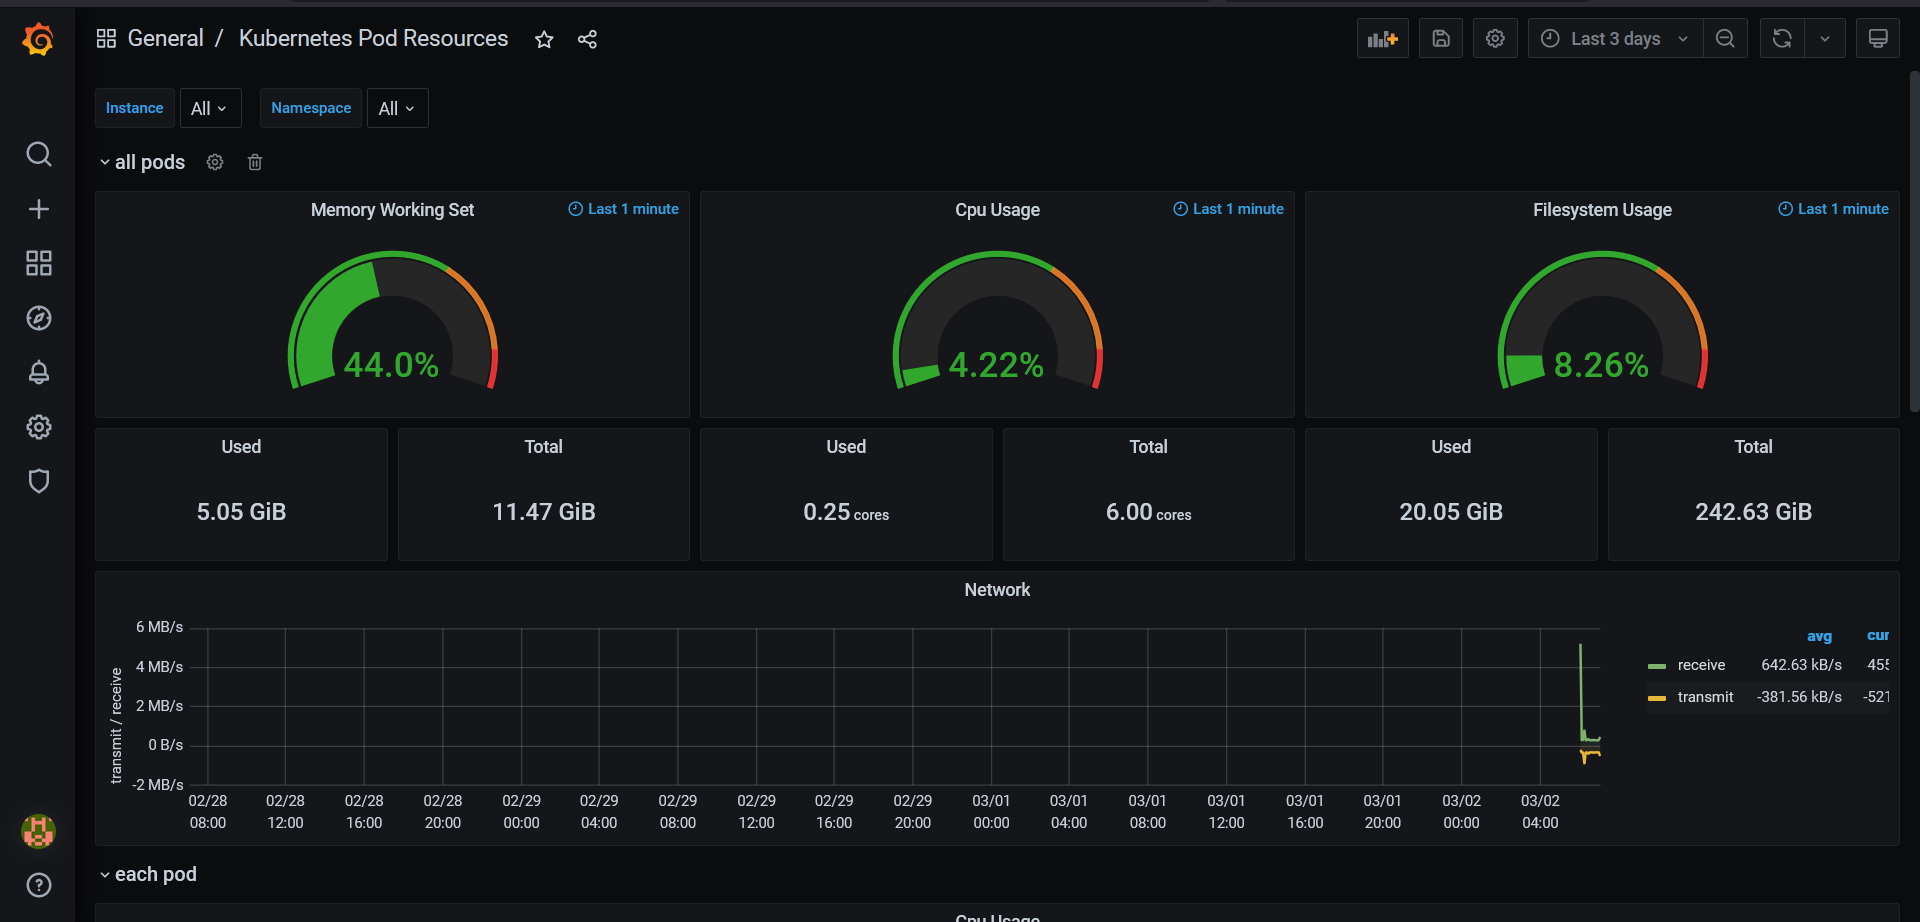 General / Kubernetes Pod Resources
Last 3 days
Instance All Namespace All
all pods
Memory Working Set Last 1 minute
44.0%
Cpu Usage Last 1 minute
4.22%
Filesystem Usage Last 1 minute
8.26%
Used
5.05 GiB
Total
11.47 GiB
Used
0.25 cores
Total
6.00 cores
Used
20.05 GiB
Total
242.63 GiB
Network
transmit / receive
6 MB/s
4 MB/s
2 MB/s
0 B/s
-2 MB/s
02/28 02/28 02/28 02/28 02/29 02/29 02/29 02/29 02/29 02/29 03/01 03/01 03/01 03/01 03/01 03/01 03/02 03/02
08:00 12:00 16:00 20:00 00:00 04:00 08:00 12:00 16:00 20:00 00:00 04:00 08:00 12:00 16:00 20:00 00:00 04:00
avg cur
receive 642.63 kB/s 455
transmit -381.56 kB/s -521
each pod
Cpu Usage